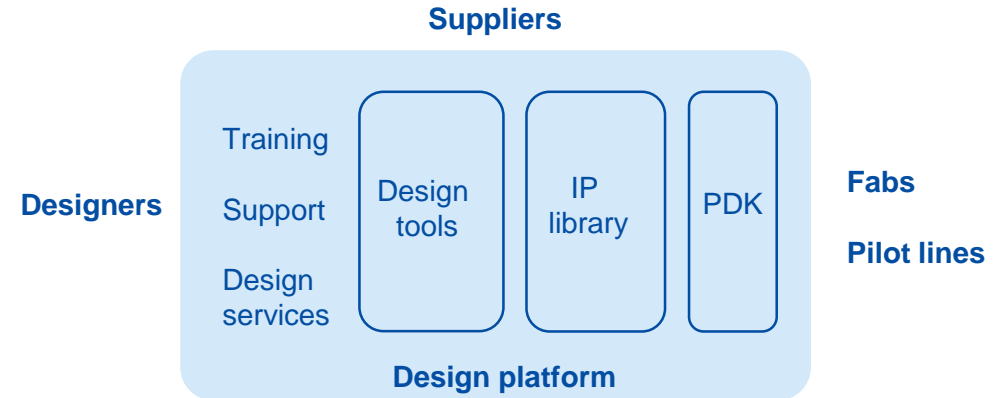 Suppliers
Designers
Training
Support
Design
services
Design
tools
IP
library
PDK
Fabs
Pilot lines
Design platform